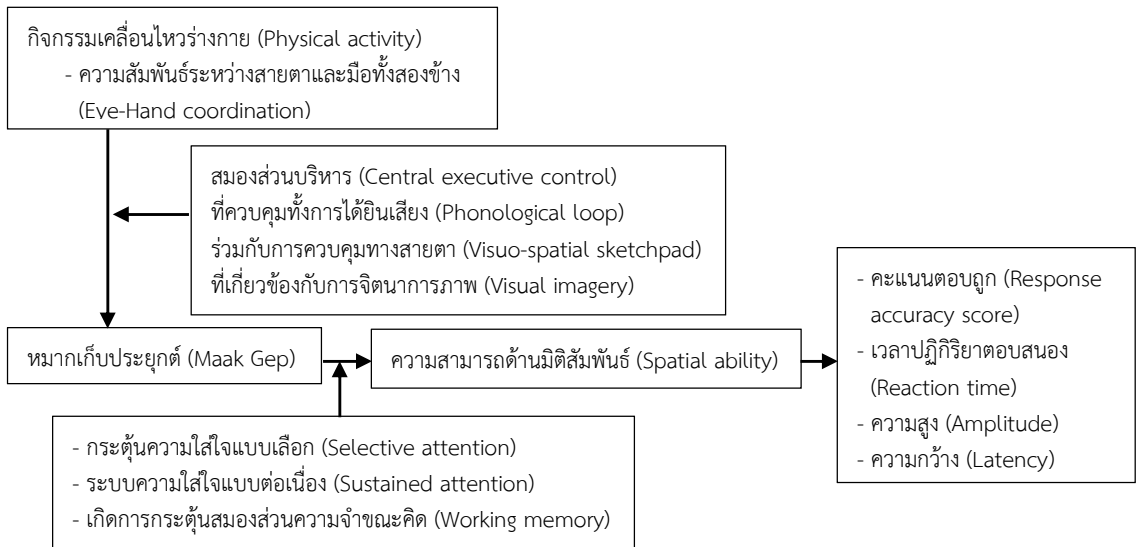 กิจกรรมเคลื่อนไหวร่างกาย (Physical activity)
- ความสัมพันธ์ระหว่างสายตาและมือทั้งสองข้าง
(Eye-Hand coordination)
สมองส่วนบริหาร (Central executive control)
ที่ควบคุมทั้งการได้ยินเสียง (Phonological loop)
ร่วมกับการควบคุมทางสายตา (Visuo-spatial sketchpad)
ที่เกี่ยวข้องกับการจิตนาการภาพ (Visual imagery)
หมากเก็บประยุกต์ (Maak Gep)
ความสามารถด้านมิติสัมพันธ์ (Spatial ability)
- คะแนนตอบถูก (Response
accuracy score)
- เวลาปฏิกิริยาตอบสนอง
(Reaction time)
- ความสูง (Amplitude)
- ความกว้าง (Latency)
- กระตุ้นความใส่ใจแบบเลือก (Selective attention)
- ระบบความใส่ใจแบบต่อเนื่อง (Sustained attention)
- เกิดการกระตุ้นสมองส่วนความจำขณะคิด (Working memory)